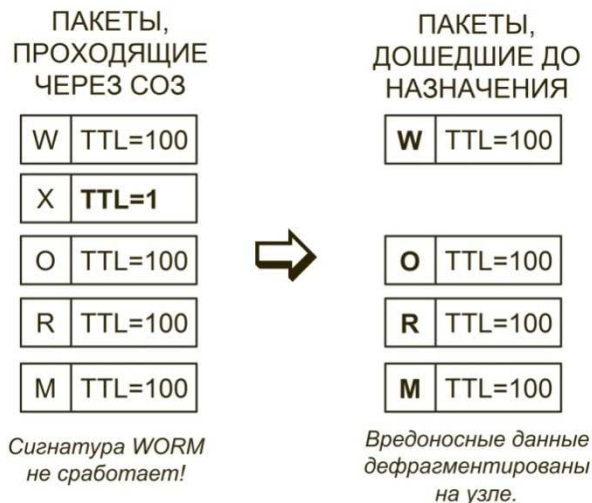 ПАКЕТЫ,
ПРОХОДЯЩИЕ
ЧЕРЕЗ СОЗ
W TTL=100
X TTL=1
O TTL=100
R TTL=100
M TTL=100
Сигнатура WORM
не сработает!
ПАКЕТЫ,
ДОШЕДШИЕ ДО
НАЗНАЧЕНИЯ
W TTL=100
O TTL=100
R TTL=100
M TTL=100
Вредоносные данные
дефрагментированы
на узле.